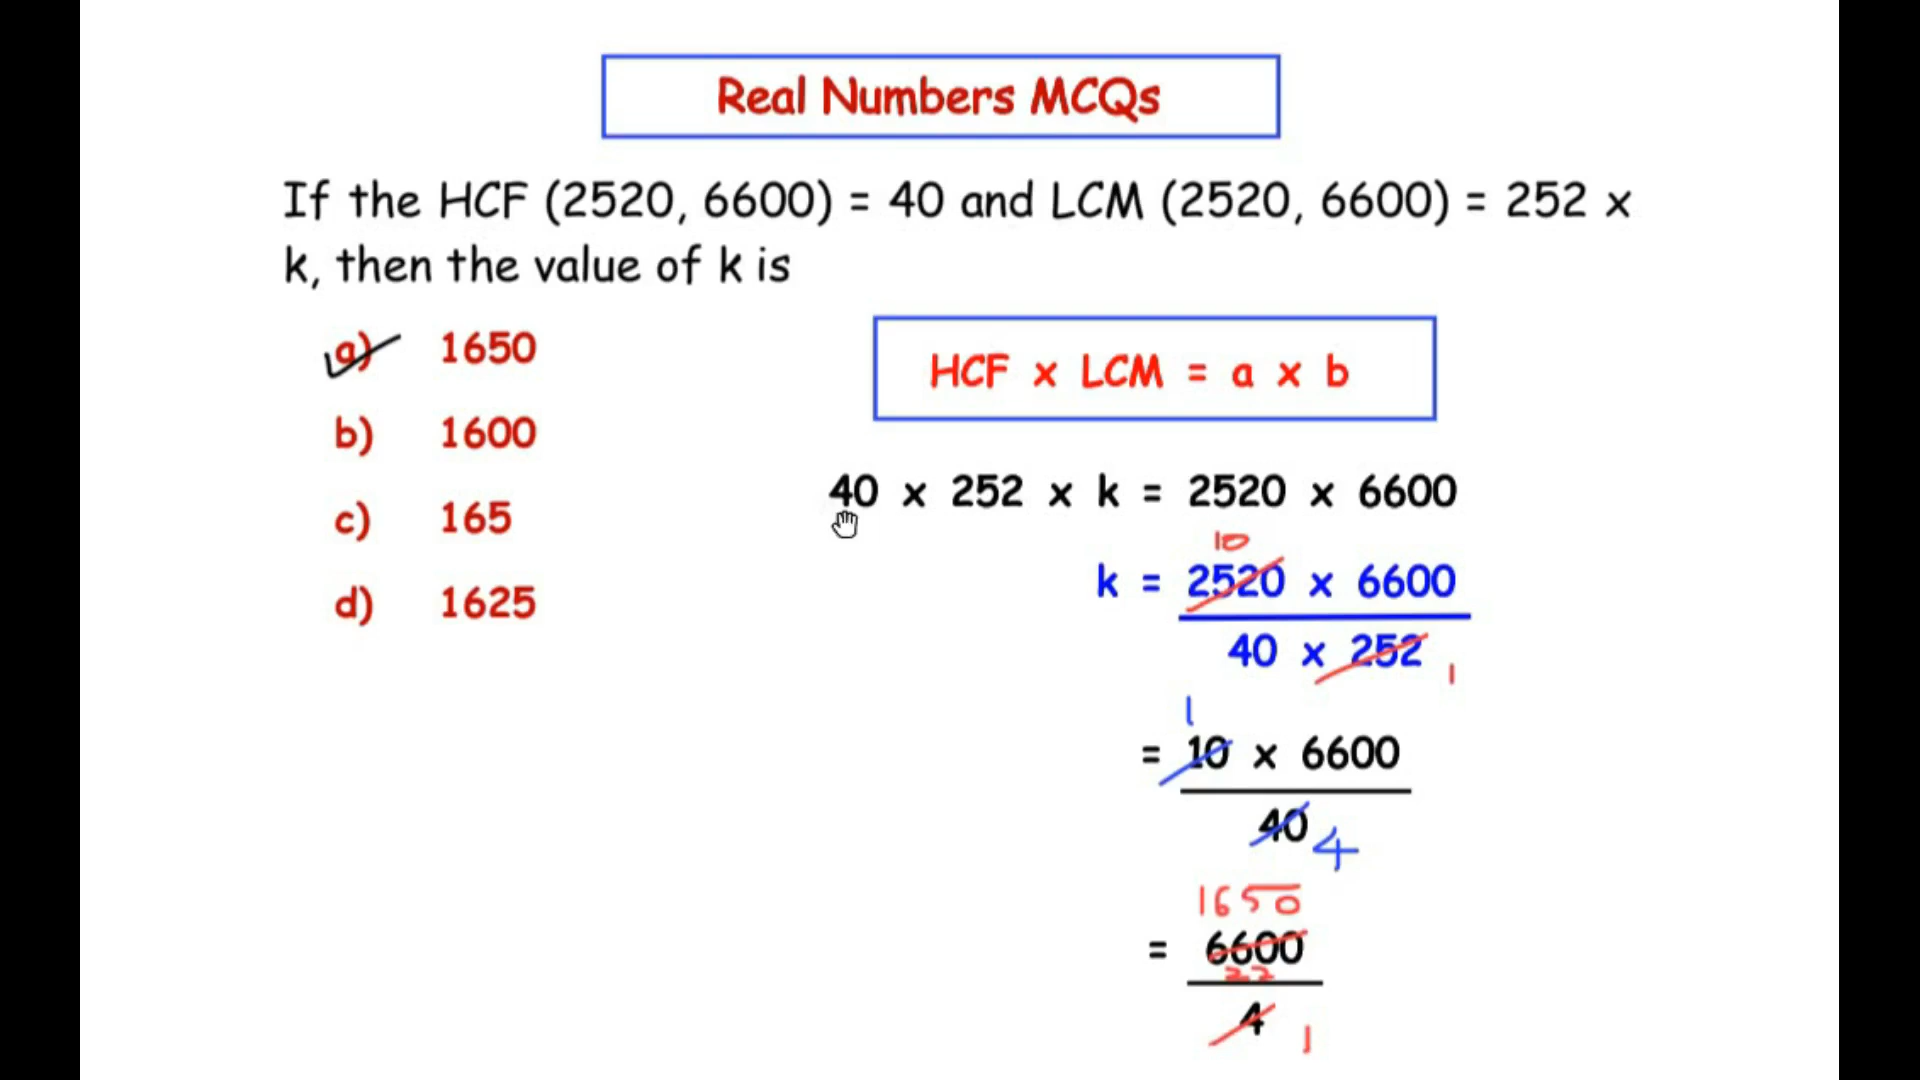 Real Numbers MCQs
If the HCF (2520, 6600) = 40 and LCM (2520, 6600) = 252 x
k, then the value of k is
a) 1650
b) 1600
c) 165
d) 1625
HCF x LCM = a x b
40 x 252 x k = 2520 x 6600
10
k = 2520 x 6600
40 x 252 1
1
= 10 x 6600
40 4
1650
= 6600
22
4 1